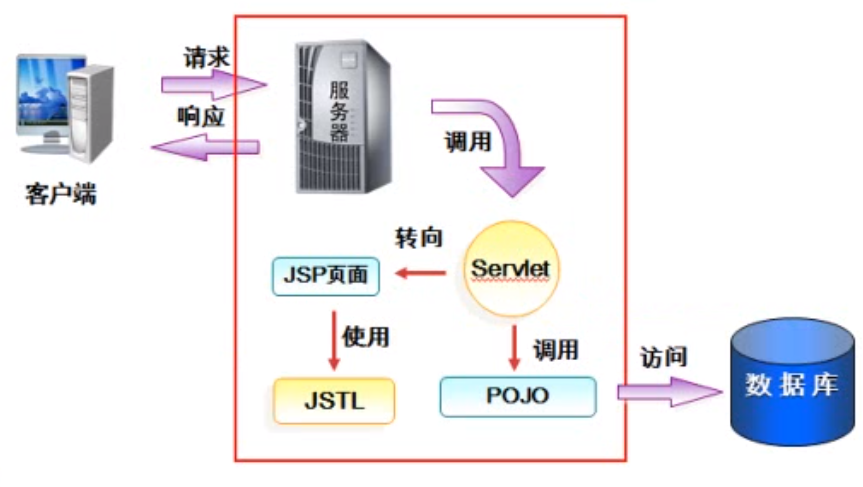 请求
响应
客户端
服务器
调用
转向
Servlet
JSP页面
使用
调用
JSTL
POJO
访问
数据库